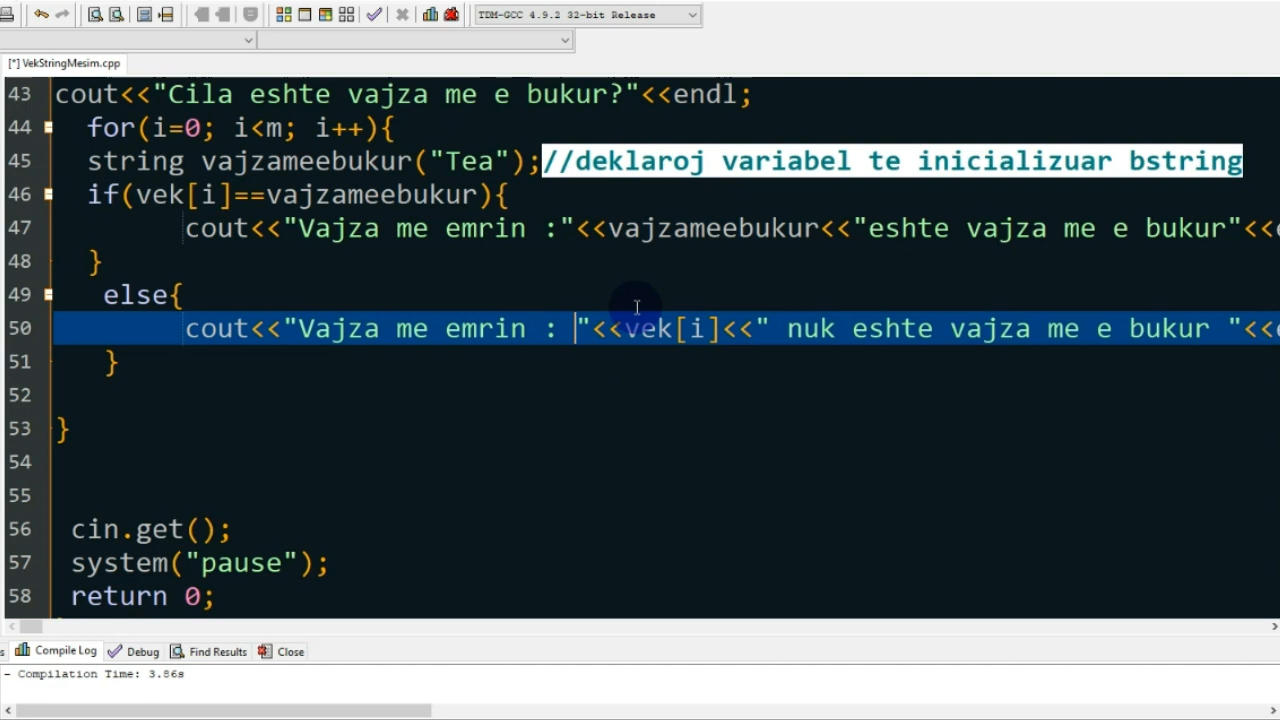 TDM-GCC 4.9.2 32-bit Release
[*] VekStringMesim.cpp
43 cout<<"Cila eshte vajza me e bukur?"<<endl;
44 for(i=0; i<m; i++){
45 string vajzameebukur("Tea");//deklaroj variabel te inicializuar bstring
46 if(vek[i]==vajzameebukur){
47 cout<<"Vajza me emrin :"<<vajzameebukur<<"eshte vajza me e bukur"<<
48 }
49 else{
50 cout<<"Vajza me emrin : "<<vek[i]<<" nuk eshte vajza me e bukur "<<
51 }
52
53 }
54
55
56 cin.get();
57 system("pause");
58 return 0;
s Compile Log Debug Find Results Close
- Compilation Time: 3.86s